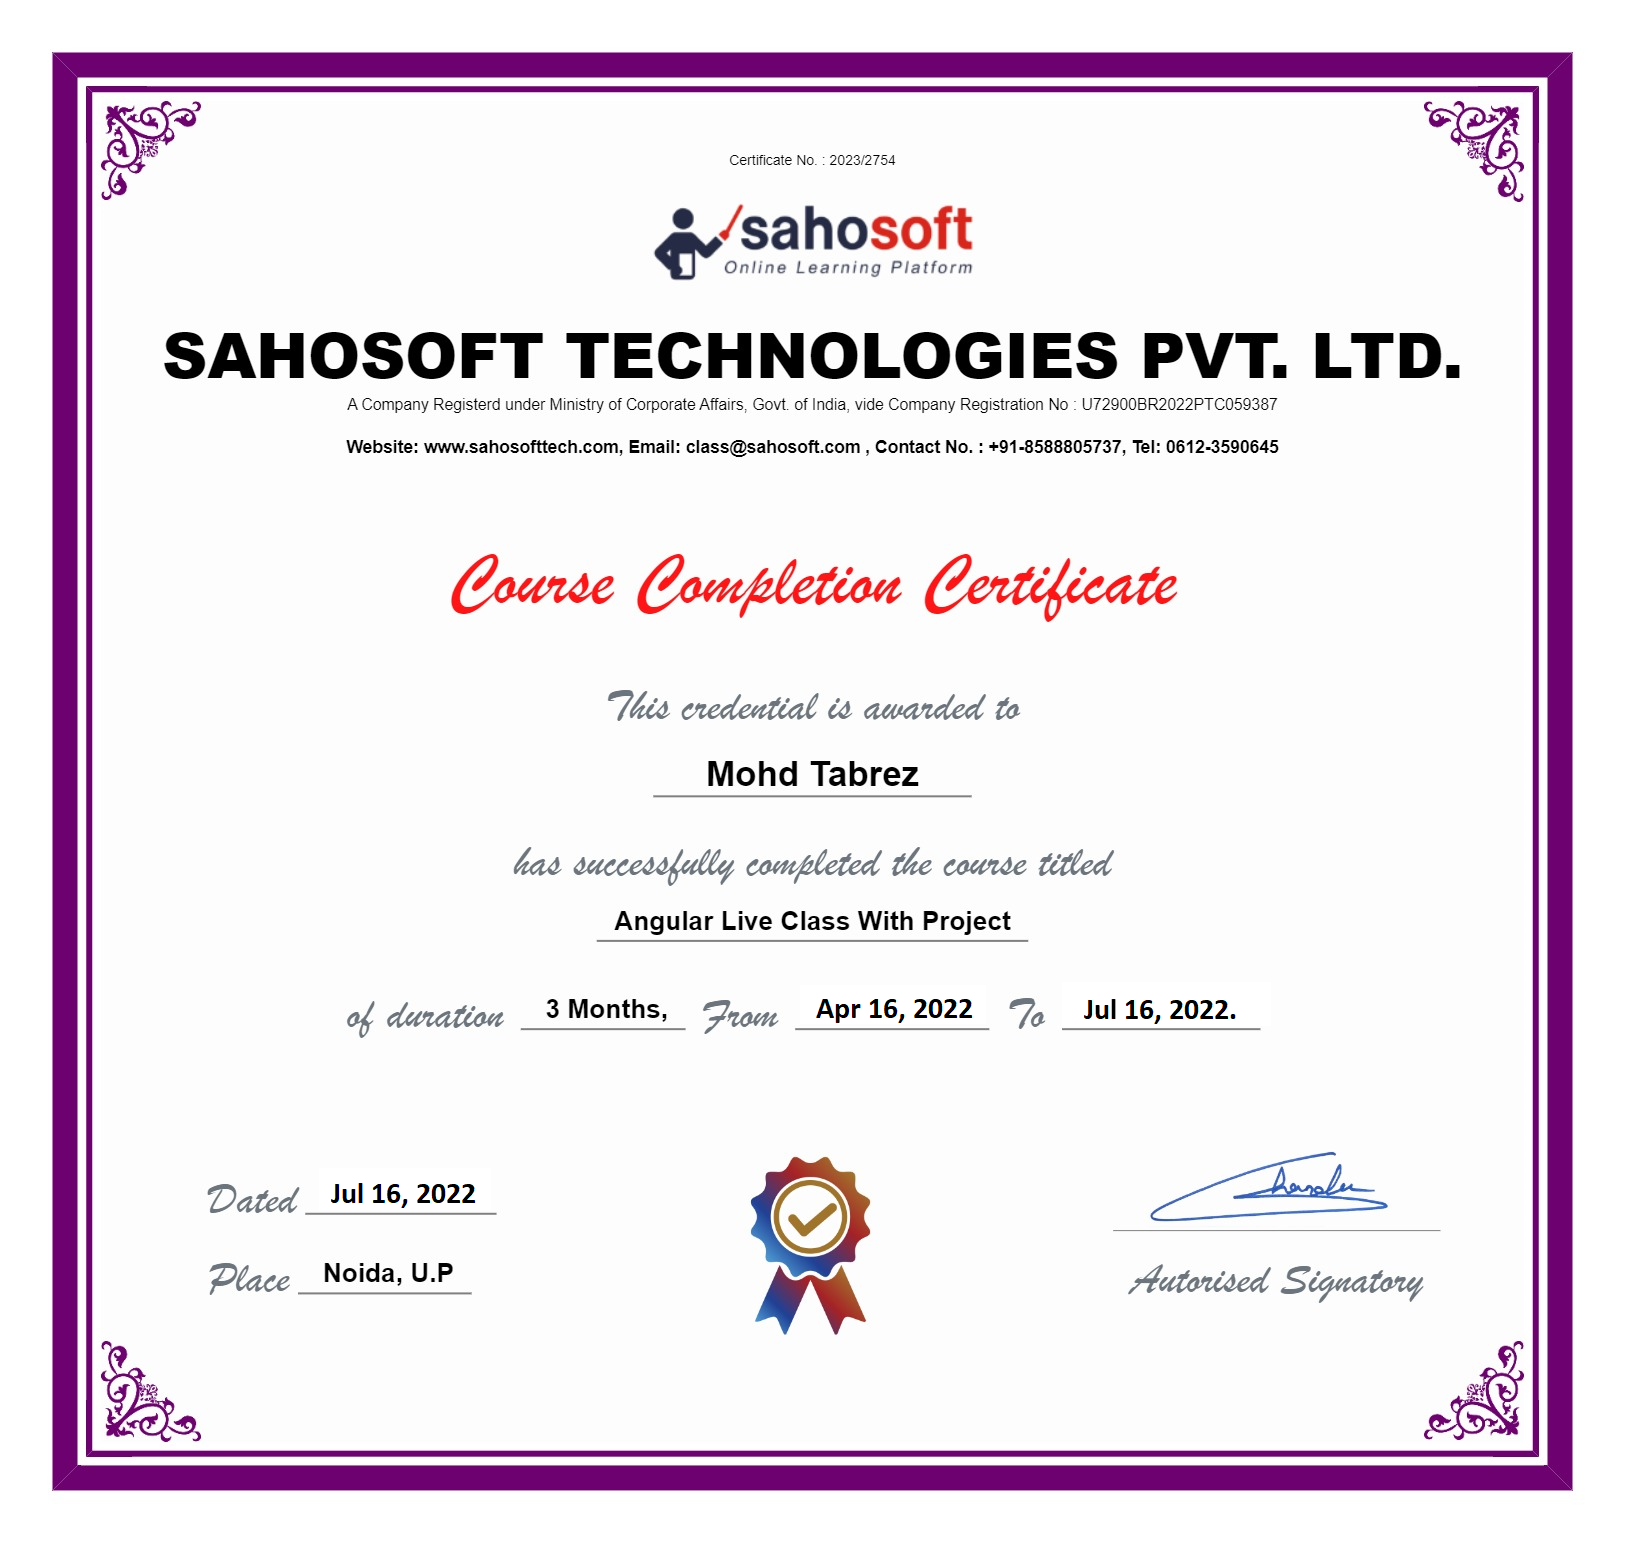 Certificate No. : 2023/2754
sahosoft
Online Learning Platform
SAHOSOFT TECHNOLOGIES PVT. LTD.
A Company Registerd under Ministry of Corporate Affairs, Govt. of India, vide Company Registration No : U72900BR2022PTC059387
Website: www.sahosofttech.com, Email: class@sahosoft.com , Contact No. : +91-8588805737, Tel: 0612-3590645
Course Completion Certificate
This credential is awarded to
Mohd Tabrez
has successfully completed the course titled
Angular Live Class With Project
of duration 3 Months, From Apr 16, 2022 To Jul 16, 2022.
Dated Jul 16, 2022
Place Noida, U.P
Autorised Signatory